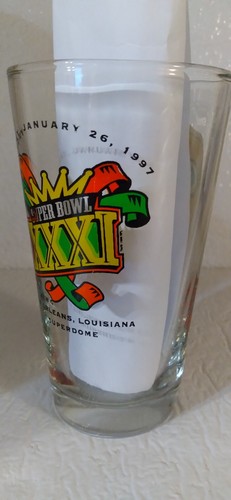 JANUARY 26, 1997
PER BOWL
XXXI
LEANS, LOUISIANA
UPERDOME